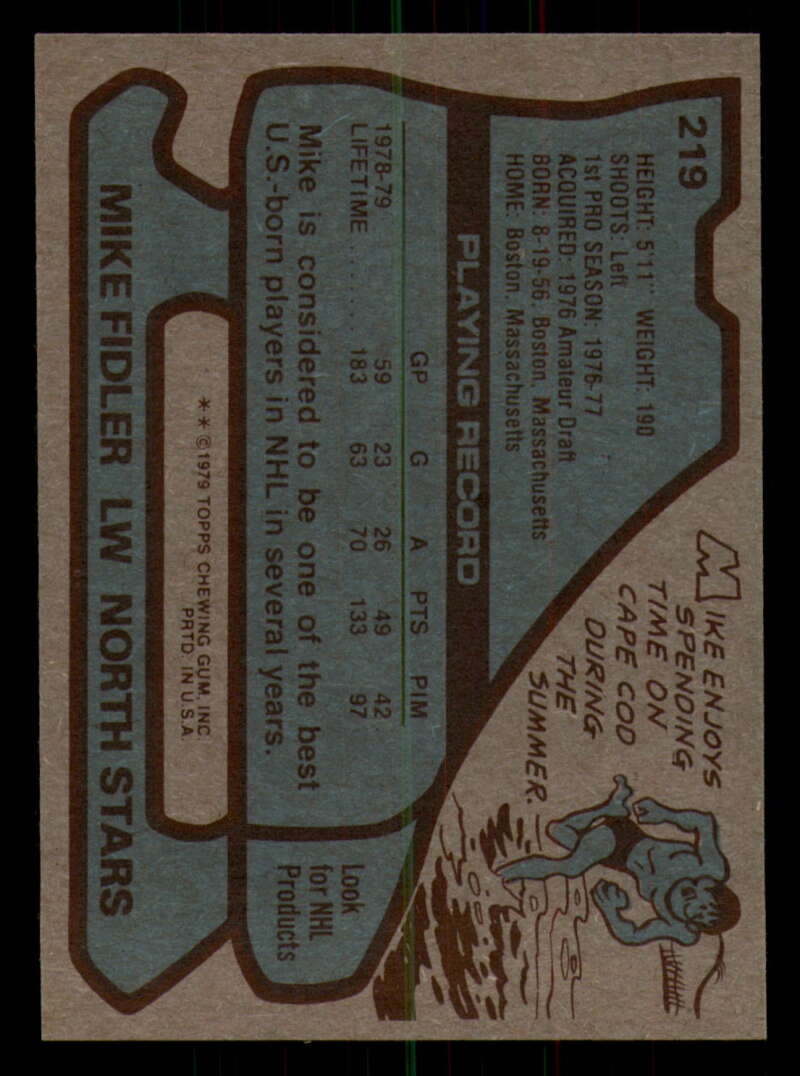 219
HEIGHT: 5'11" WEIGHT: 190
SHOOTS: Left
1st PRO SEASON: 1976-77
ACQUIRED: 1976 Amateur Draft
BORN: 8-19-56, Boston, Massachusetts
HOME: Boston, Massachusetts
MIKE ENJOYS
SPENDING
TIME ON
CAPE COD
DURING
THE
SUMMER.
PLAYING RECORD
GP G A PTS PIM
1978-79 59 23 26 49 42
LIFETIME ....... 183 63 70 133 97
Mike is considered to be one of the best
U.S.-born players in NHL in several years.
Look
for NHL
Products
**©1979 TOPPS CHEWING GUM, INC.
PRTD. IN U.S.A.
MIKE FIDLER LW NORTH STARS